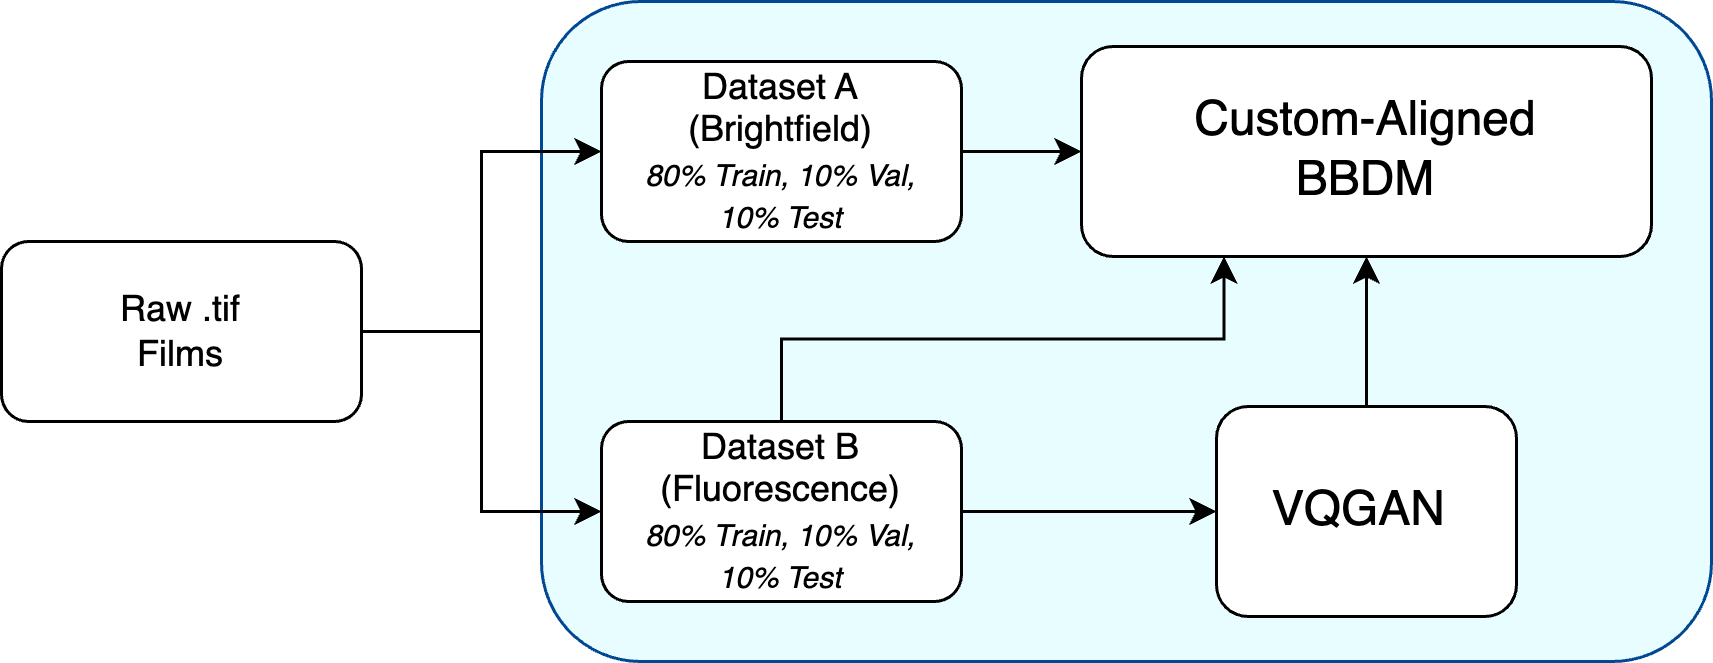 Raw .tif
Films
Dataset A
(Brightfield)
80% Train, 10% Val,
10% Test
Custom-Aligned
BBDM
Dataset B
(Fluorescence)
80% Train, 10% Val,
10% Test
VQGAN